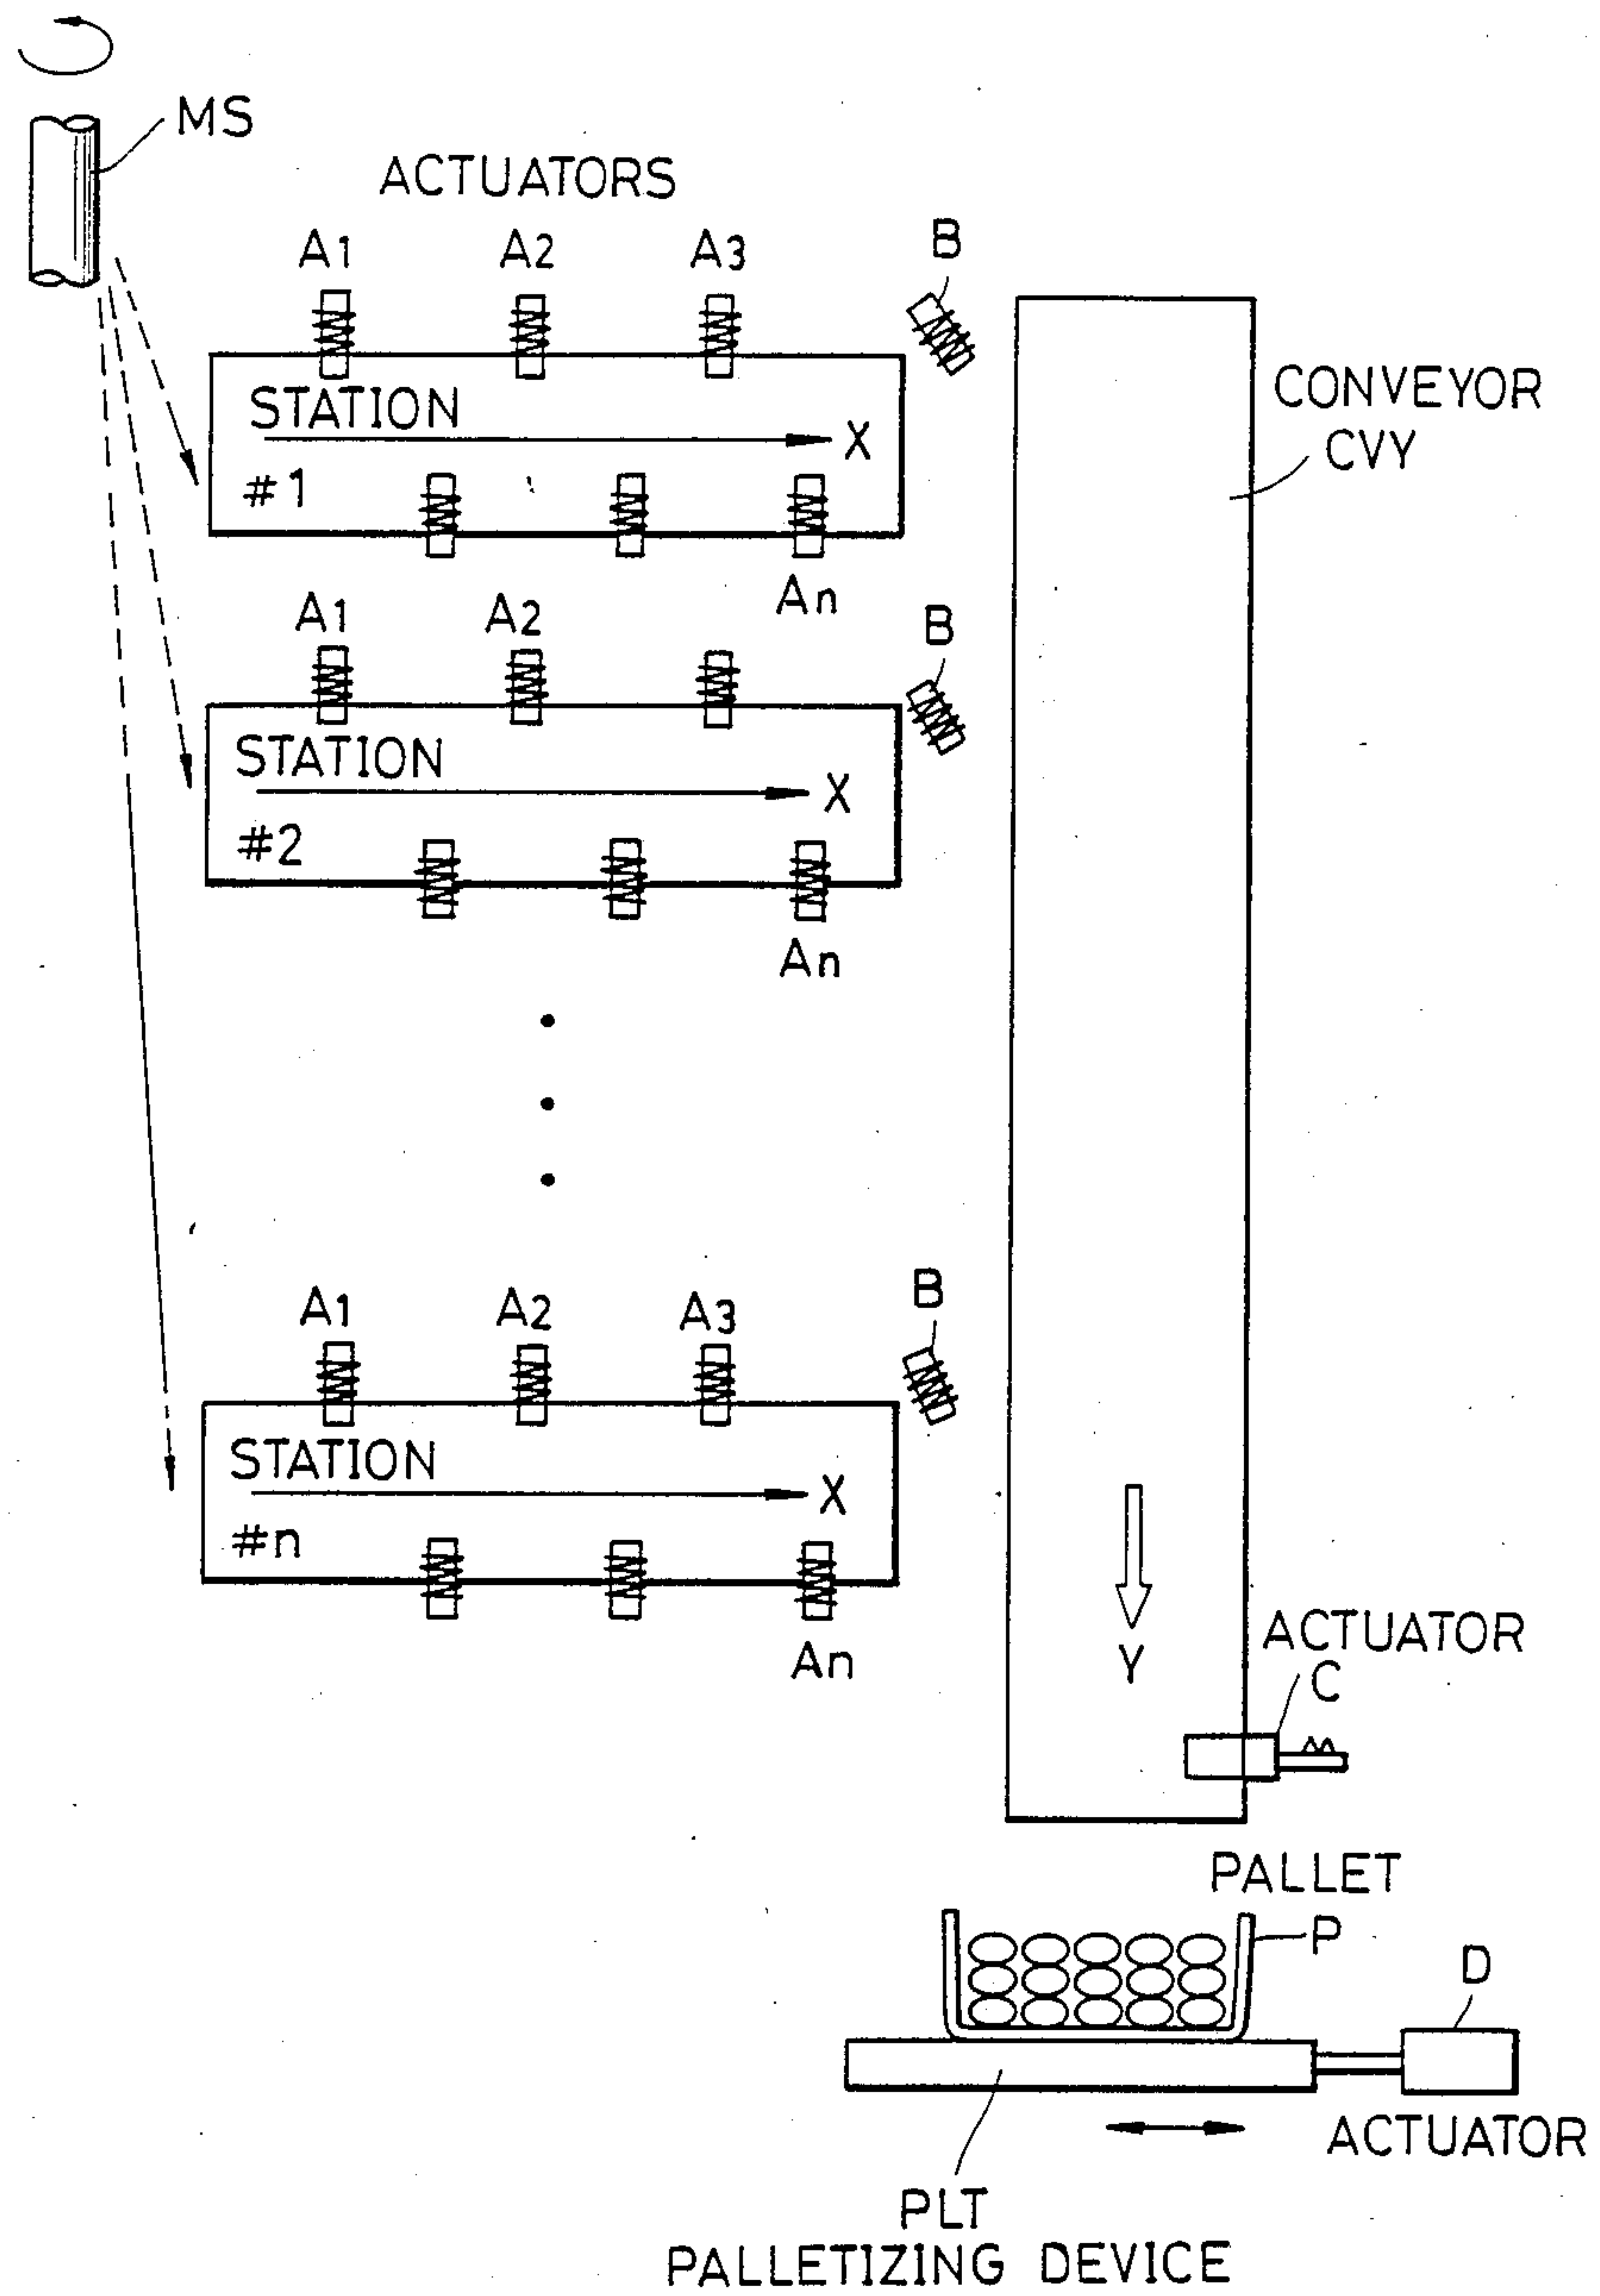 MS
ACTUATORS
A1 A2 A3 B
STATION
X
#1
An
CONVEYOR
CVY
A1 A2 B
STATION
X
#2
An
A1 A2 A3 B
STATION
X
#n
An
Y
ACTUATOR
C
PALLET
P
D
ACTUATOR
PLT
PALLETIZING DEVICE